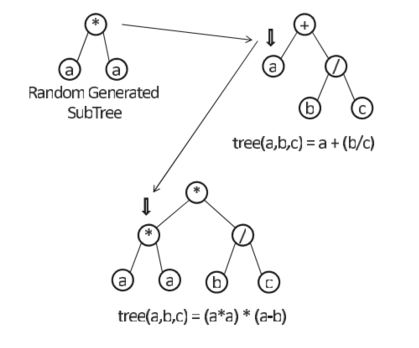 *
a a
Random Generated
SubTree
+
a /
b c
tree(a,b,c) = a + (b/c)
*
* /
a a b c
tree(a,b,c) = (a*a) * (a-b)